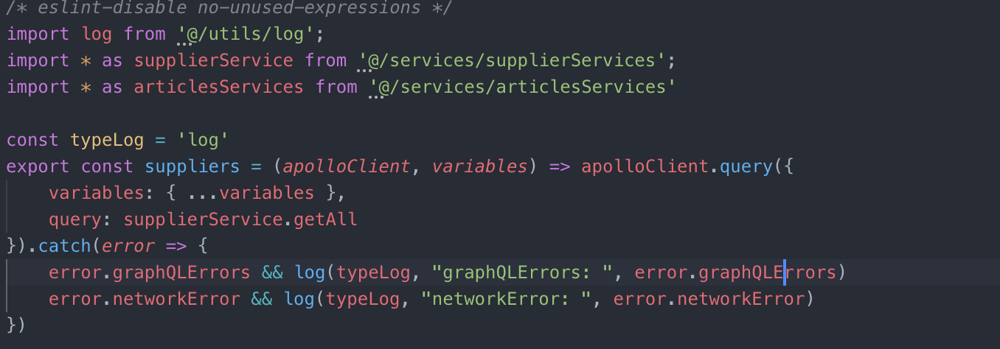 /* eslint-disable no-unused-expressions */
import log from '@/utils/log';
import * as supplierService from '@/services/supplierServices';
import * as articlesServices from '@/services/articlesServices'
const typeLog = 'log'
export const suppliers = (apolloClient, variables) => apolloClient.query({
    variables: { ...variables },
    query: supplierService.getAll
}).catch(error => {
    error.graphQLErrors && log(typeLog, "graphQLErrors: ", error.graphQLErrors)
    error.networkError && log(typeLog, "networkError: ", error.networkError)
})